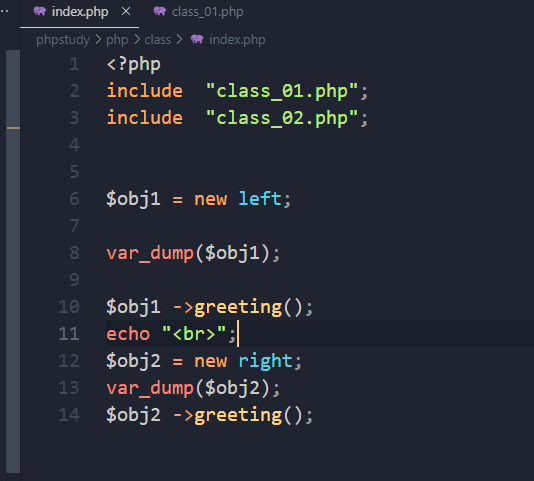 index.php × class_01.php
phpstudy > php > class > index.php
1 <?php
2 include  "class_01.php";
3 include  "class_02.php";
4
5
6 $obj1 = new left;
7
8 var_dump($obj1);
9
10 $obj1 ->greeting();
11 echo "<br>";
12 $obj2 = new right;
13 var_dump($obj2);
14 $obj2 ->greeting();